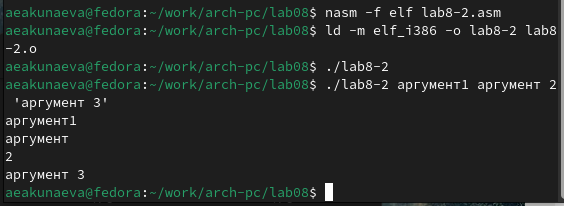 aeakunaeva@fedora:~/work/arch-pc/lab08$ nasm -f elf lab8-2.asm
aeakunaeva@fedora:~/work/arch-pc/lab08$ ld -m elf_i386 -o lab8-2 lab8
-2.o
aeakunaeva@fedora:~/work/arch-pc/lab08$ ./lab8-2
aeakunaeva@fedora:~/work/arch-pc/lab08$ ./lab8-2 аргумент1 аргумент 2
 'аргумент 3'
аргумент1
аргумент
2
аргумент 3
aeakunaeva@fedora:~/work/arch-pc/lab08$